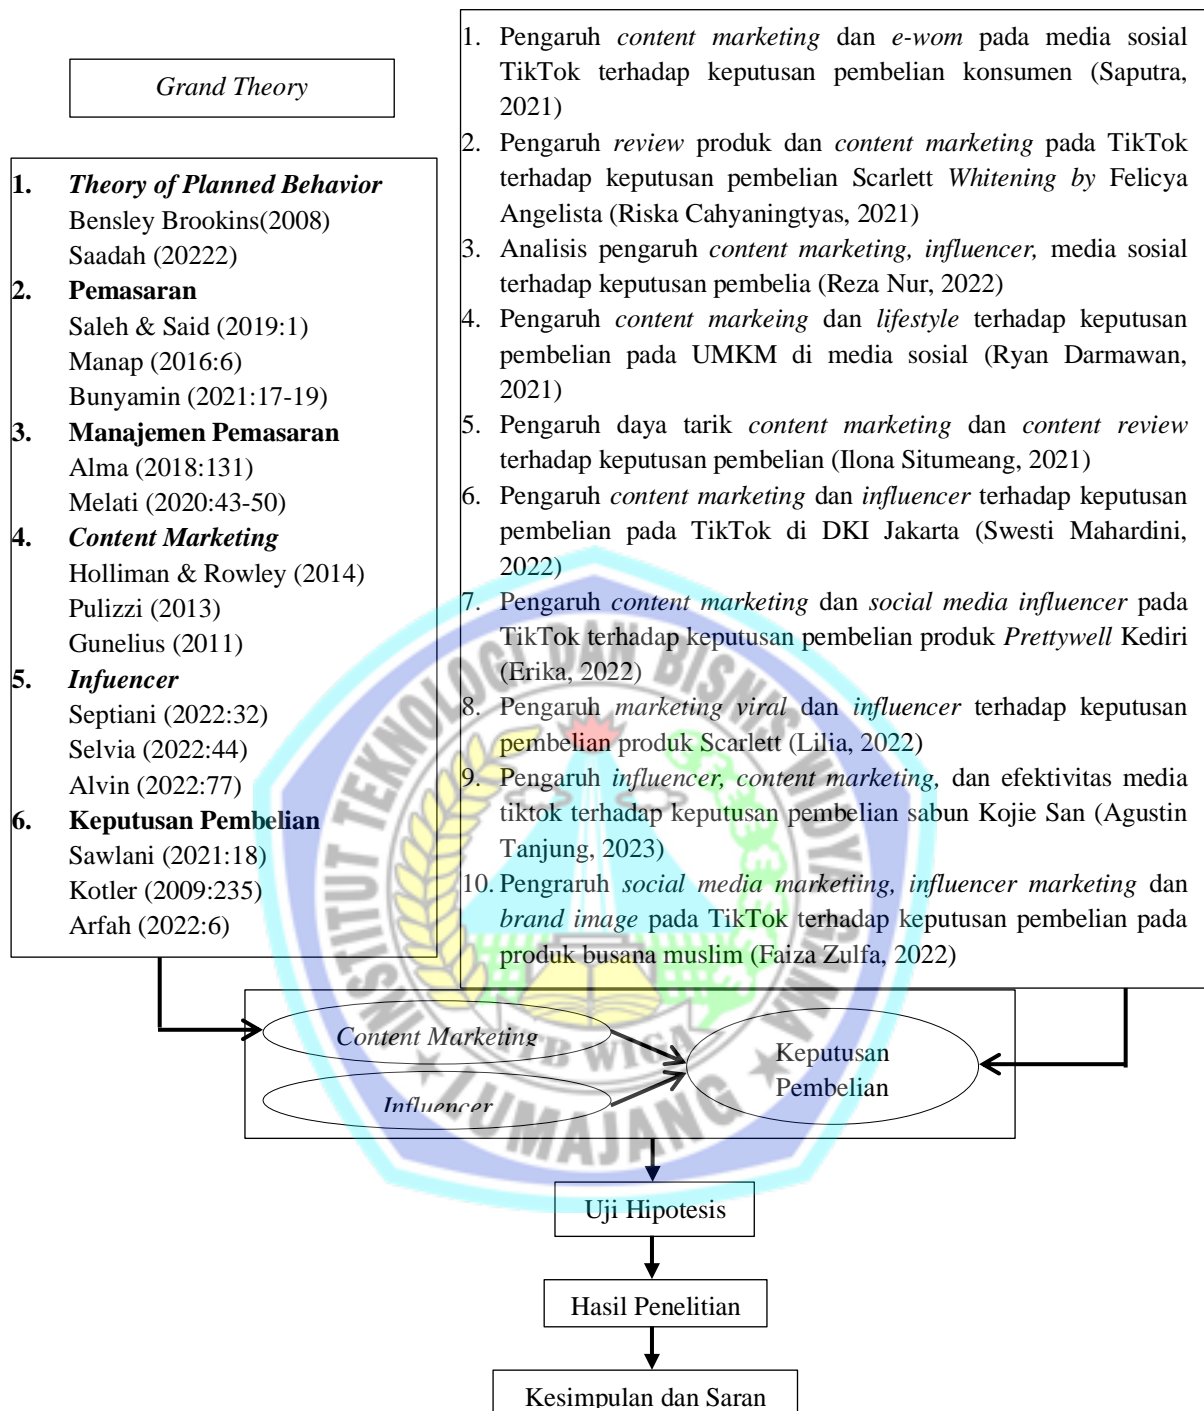 Grand Theory
1. Theory of Planned Behavior
Bensley Brookins(2008)
Saadah (20222)
2. Pemasaran
Saleh & Said (2019:1)
Manap (2016:6)
Bunyamin (2021:17-19)
3. Manajemen Pemasaran
Alma (2018:131)
Melati (2020:43-50)
4. Content Marketing
Holliman & Rowley (2014)
Pulizzi (2013)
Gunelius (2011)
5. Infuencer
Septiani (2022:32)
Selvia (2022:44)
Alvin (2022:77)
6. Keputusan Pembelian
Sawlani (2021:18)
Kotler (2009:235)
Arfah (2022:6)
1. Pengaruh content marketing dan e-wom pada media sosial
TikTok terhadap keputusan pembelian konsumen (Saputra,
2021)
2. Pengaruh review produk dan content marketing pada TikTok
terhadap keputusan pembelian Scarlett Whitening by Felicya
Angelista (Riska Cahyaningtyas, 2021)
3. Analisis pengaruh content marketing, influencer, media sosial
terhadap keputusan pembelia (Reza Nur, 2022)
4. Pengaruh content markeing dan lifestyle terhadap keputusan
pembelian pada UMKM di media sosial (Ryan Darmawan,
2021)
5. Pengaruh daya tarik content marketing dan content review
terhadap keputusan pembelian (Ilona Situmeang, 2021)
6. Pengaruh content marketing dan influencer terhadap keputusan
pembelian pada TikTok di DKI Jakarta (Swesti Mahardini,
2022)
7. Pengaruh content marketing dan social media influencer pada
TikTok terhadap keputusan pembelian produk Prettywell Kediri
(Erika, 2022)
8. Pengaruh marketing viral dan influencer terhadap keputusan
pembelian produk Scarlett (Lilia, 2022)
9. Pengaruh influencer, content marketing, dan efektivitas media
tiktok terhadap keputusan pembelian sabun Kojie San (Agustin
Tanjung, 2023)
10. Pengraruh social media marketiing, influencer marketing dan
brand image pada TikTok terhadap keputusan pembelian pada
produk busana muslim (Faiza Zulfa, 2022)
INSTITUT TEKNOLOGI DAN BISNIS WIDYA GAMA
ITB WIGA
LUMAJANG
Content Marketing
Influencer
Keputusan
Pembelian
Uji Hipotesis
Hasil Penelitian
Kesimpulan dan Saran